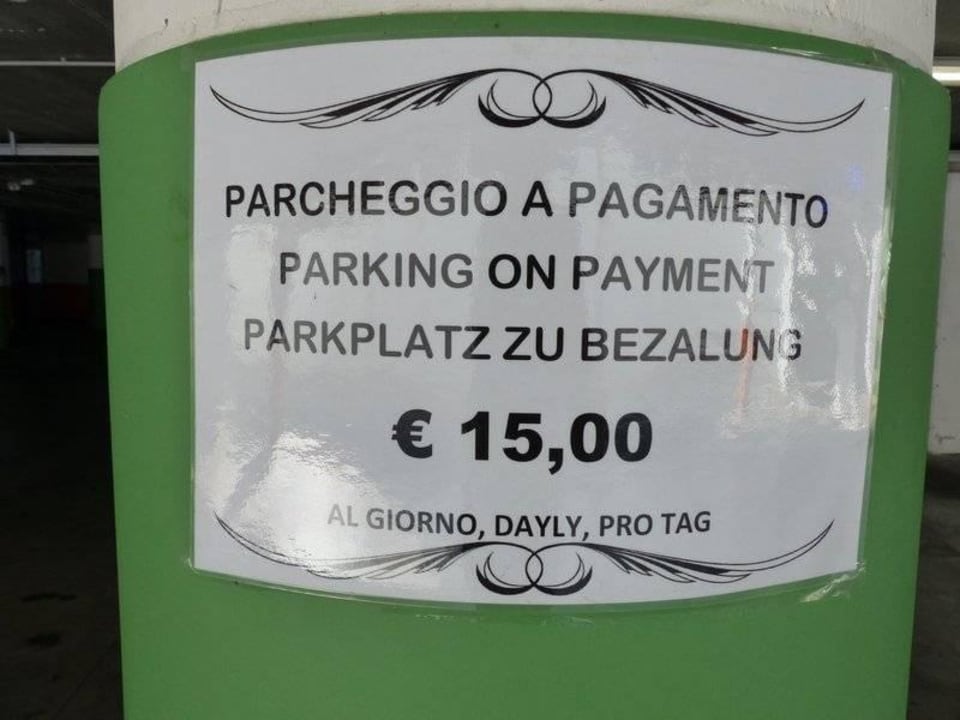 PARCHEGGIO A PAGAMENTO
PARKING ON PAYMENT
PARKPLATZ ZU BEZALUNG
€ 15,00
AL GIORNO, DAYLY, PRO TAG